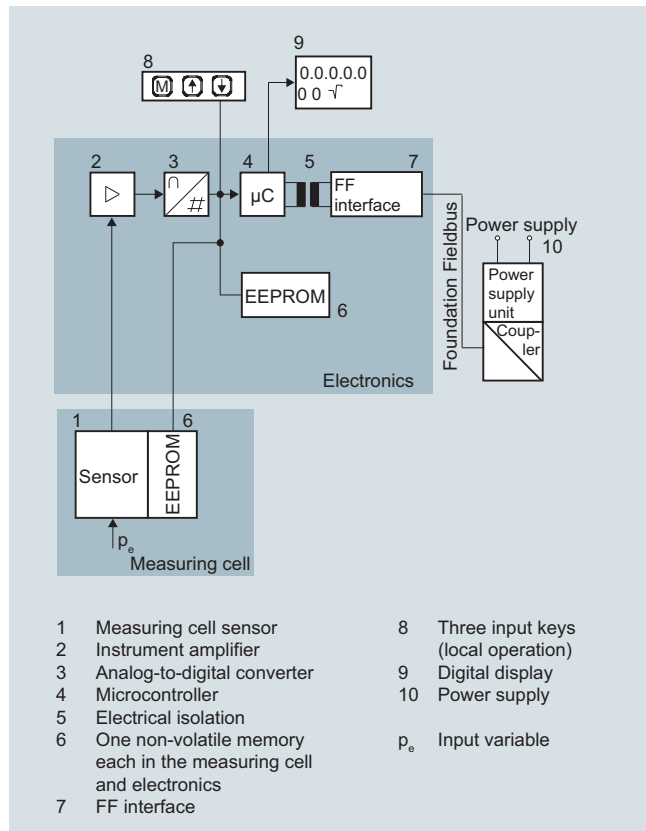 8
9
M
0.0.0.0.0
0 0 √
2
3
4
5
7
∩
#
µC
FF
interface
Foundation Fieldbus
Power supply
10
Power
supply
unit
Coup-
ler
EEPROM
6
Electronics
1
6
Sensor
EEPROM
pe
Measuring cell
1 Measuring cell sensor
2 Instrument amplifier
3 Analog-to-digital converter
4 Microcontroller
5 Electrical isolation
6 One non-volatile memory
each in the measuring cell
and electronics
7 FF interface
8 Three input keys
(local operation)
9 Digital display
10 Power supply
pe Input variable